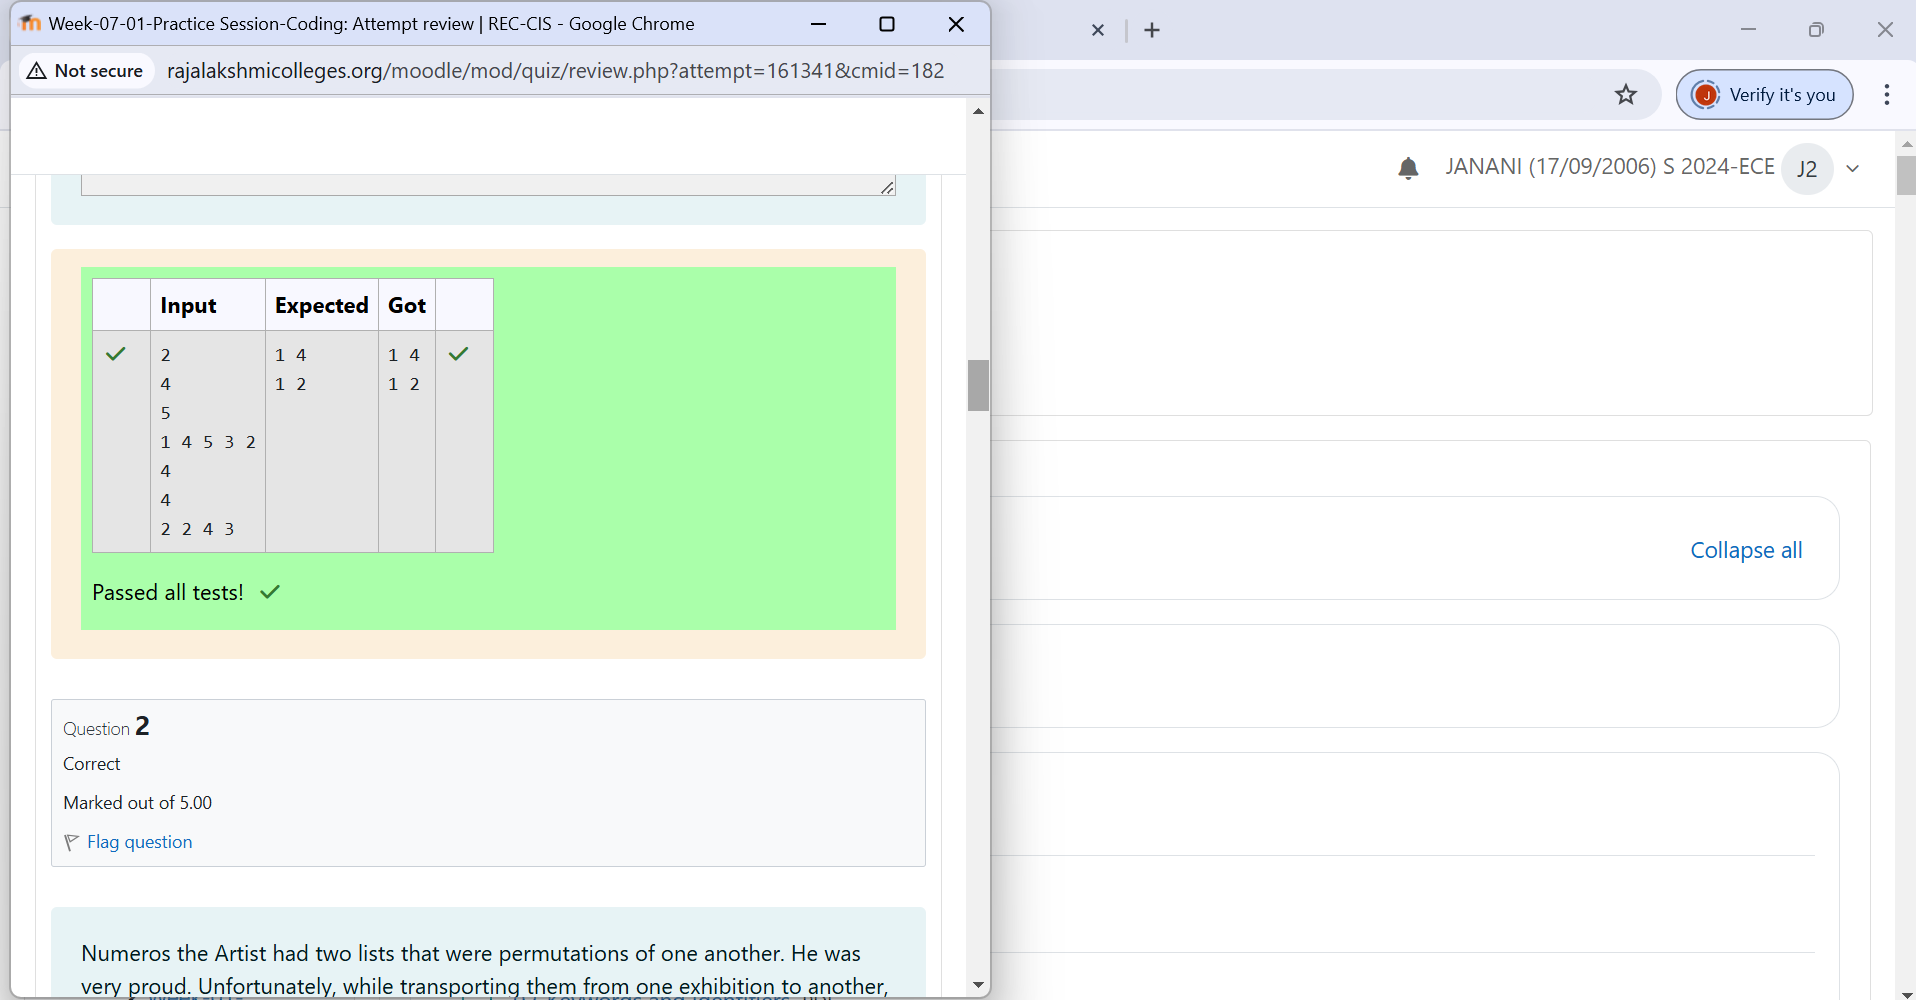 Week-07-01-Practice Session-Coding: Attempt review | REC-CIS - Google Chrome
Not secure
rajalakshmicolleges.org/moodle/mod/quiz/review.php?attempt=161341&cmid=182
Verify it's you
JANANI (17/09/2006) S 2024-ECE
J2
Input Expected Got
2 1 4 1 4
4 1 2 1 2
5
1 4 5 3 2
4
4
2 2 4 3
Passed all tests!
Collapse all
Question 2
Correct
Marked out of 5.00
Flag question
Numeros the Artist had two lists that were permutations of one another. He was
very proud. Unfortunately, while transporting them from one exhibition to another,